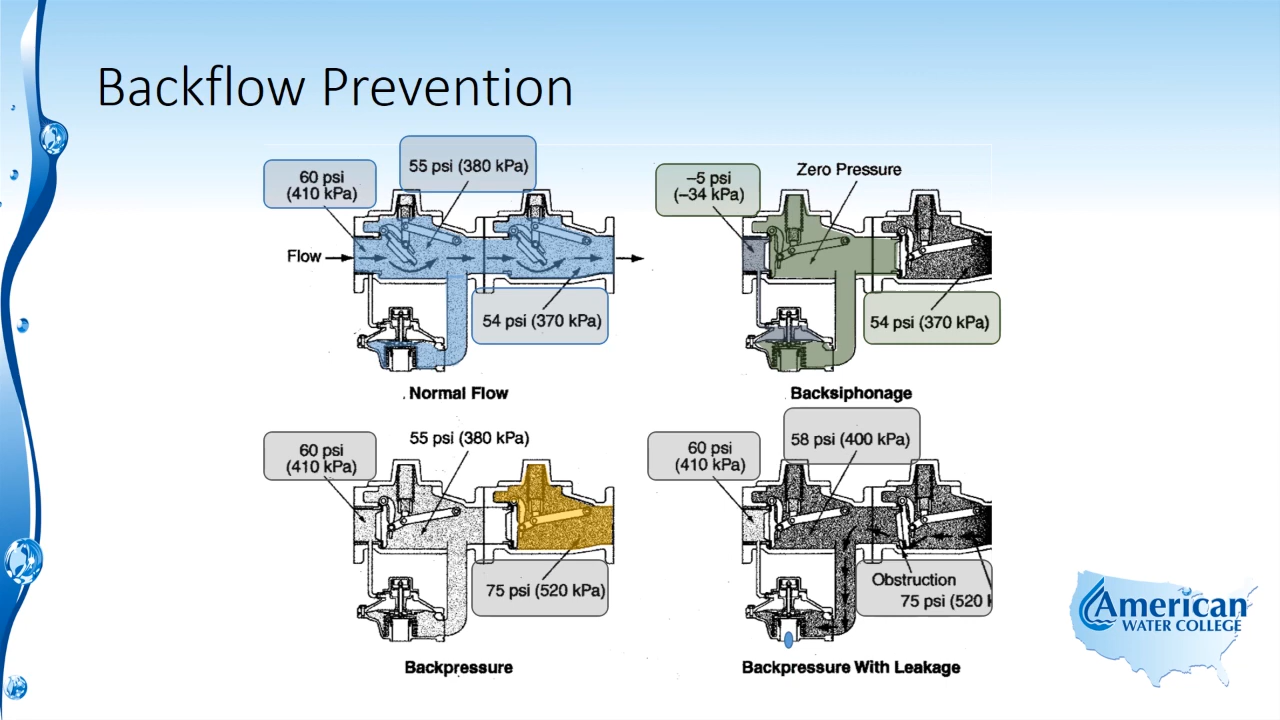 Backflow Prevention
60 psi
(410 kPa)
55 psi (380 kPa)
Flow
54 psi (370 kPa)
Normal Flow
–5 psi
(–34 kPa)
Zero Pressure
54 psi (370 kPa)
Backsiphonage
60 psi
(410 kPa)
55 psi (380 kPa)
75 psi (520 kPa)
Backpressure
60 psi
(410 kPa)
58 psi (400 kPa)
Obstruction
75 psi (520
Backpressure With Leakage
American
WATER COLLEGE